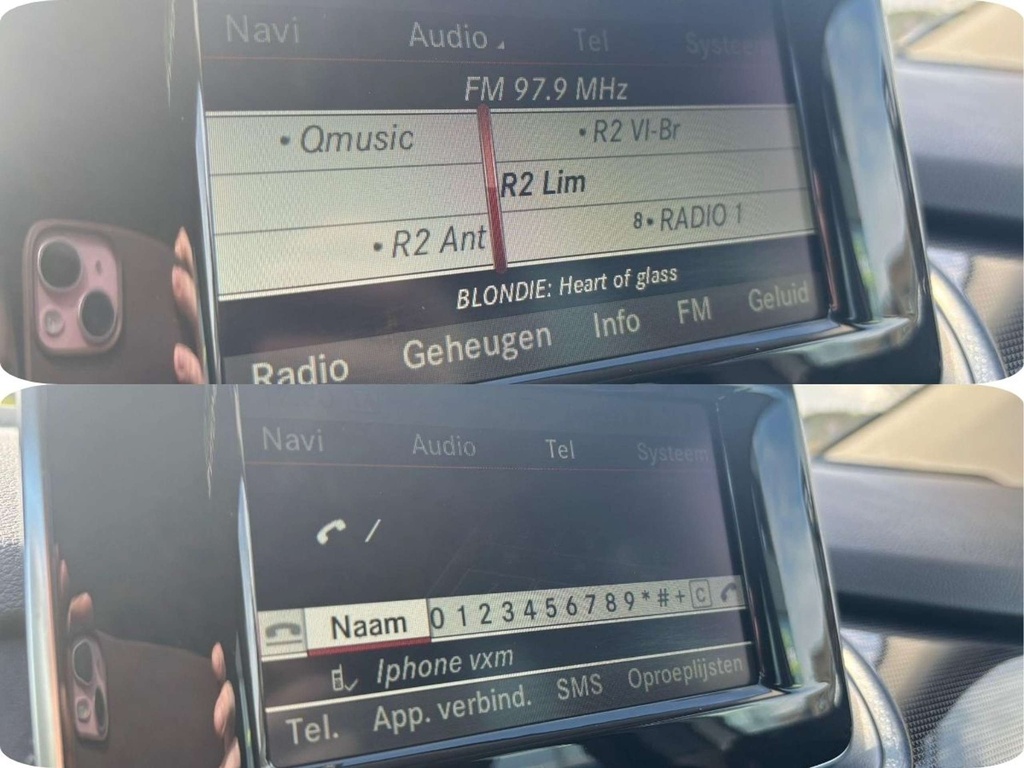 Navi Audio Tel Systeem
FM 97.9 MHz
• Qmusic • R2 Vl-Br
R2 Lim
• R2 Ant 8• RADIO 1
BLONDIE: Heart of glass
Radio Geheugen Info FM Geluid
Navi Audio Tel Systeem
/
Naam 0 1 2 3 4 5 6 7 8 9 * # + C
Iphone vxm
Tel. App. verbind. SMS Oproeplijsten